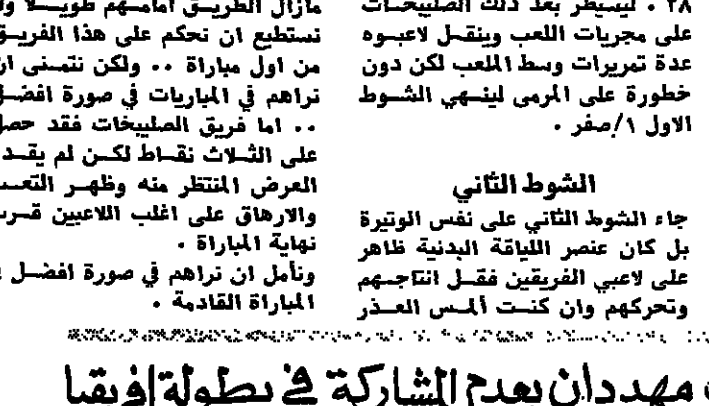 ٢٨ . ليسيطر بعد ذلك الصليبخات
على مجريات اللعب وينقل لاعبوه
عدة تمريرات وسط الملعب لكن دون
خطورة على المرمى لينهي الشوط
الاول ١/صفر .
الشوط الثاني
جاء الشوط الثاني على نفس الوتيرة
بل كان عنصر اللياقة البدنية ظاهر
على لاعبي الفريقين فقل انتاجهم
وتحركهم وان كنت ألمس العذر
مازال الطريق امامهم طويلا
نستطيع ان نحكم على هذا الفريق
من اول مباراة .. ولكن نتمنى ان
نراهم في المباريات في صورة افضل
.. اما فريق الصليبخات فقد
على الثلاث نقاط لكن لم يقدم
العرض المنتظر منه وظهر التعب
والارهاق على اغلب اللاعبين قرب
نهاية المباراة .
ونأمل ان نراهم في صورة افضل
المباراة القادمة .
مهددان بعدم المشاركة في بطولة افريقيا